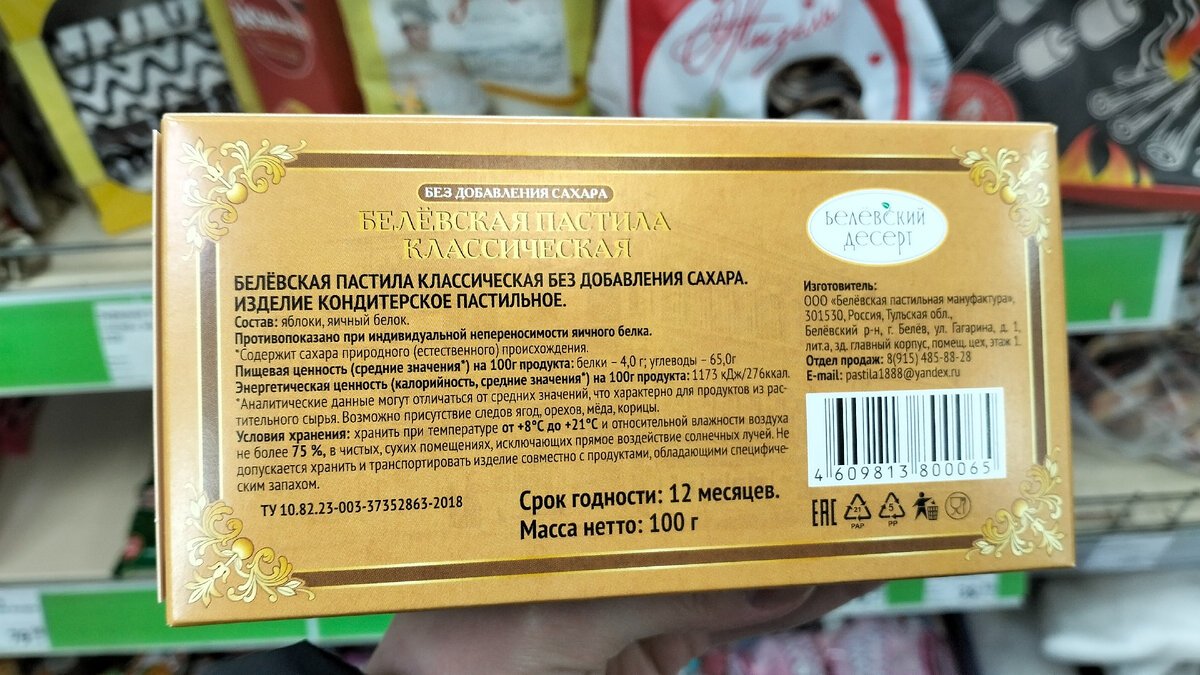 Жизель
БЕЗ ДОБАВЛЕНИЯ САХАРА
БЕЛЁВСКАЯ ПАСТИЛА
КЛАССИЧЕСКАЯ
БЕЛЁВСКАЯ ПАСТИЛА КЛАССИЧЕСКАЯ БЕЗ ДОБАВЛЕНИЯ САХАРА.
ИЗДЕЛИЕ КОНДИТЕРСКОЕ ПАСТИЛЬНОЕ.
Состав: яблоки, яичный белок.
Противопоказано при индивидуальной непереносимости яичного белка.
*Содержит сахара природного (естественного) происхождения.
Пищевая ценность (средние значения*) на 100г продукта: белки – 4,0 г; углеводы – 65,0г
Энергетическая ценность (калорийность, средние значения*) на 100г продукта: 1173 кДж/276ккал.
*Аналитические данные могут отличаться от средних значений, что характерно для продуктов из рас-
тительного сырья. Возможно присутствие следов ягод, орехов, мёда, корицы.
Условия хранения: хранить при температуре от +8°С до +21°С и относительной влажности воздуха
не более 75 %, в чистых, сухих помещениях, исключающих прямое воздействие солнечных лучей. Не
допускается хранить и транспортировать изделие совместно с продуктами, обладающими специфиче-
ским запахом.
ТУ 10.82.23-003-37352863-2018
Срок годности: 12 месяцев.
Масса нетто: 100 г
БЕЛЁВСКИЙ
ДЕСЕРТ
Изготовитель:
ООО «Белёвская пастильная мануфактура»,
301530, Россия, Тульская обл.,
Белёвский р-н, г. Белёв, ул. Гагарина, д. 1,
лит.а, зд. главный корпус, помещ. цех, этаж 1.
Отдел продаж: 8(915) 485-88-28
E-mail: pastila1888@yandex.ru
4 609813 800065
ЕАС
21
PAP
5
PP